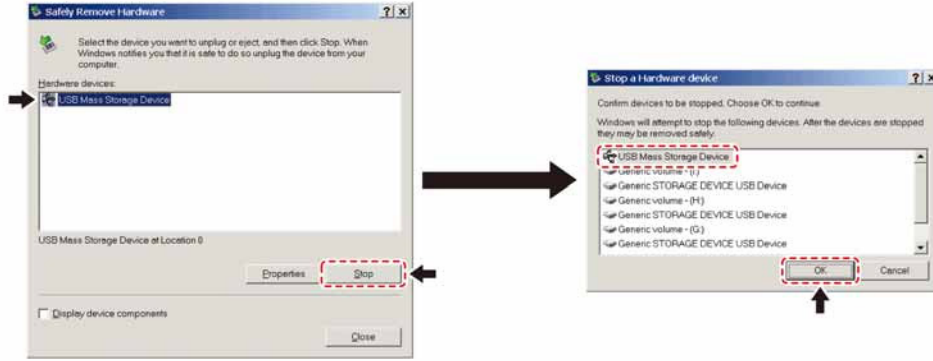 Safely Remove Hardware
Select the device you want to unplug or eject, and then click Stop. When
Windows notifies you that it is safe to do so unplug the device from your
computer.
Hardware devices:
USB Mass Storage Device
USB Mass Storage Device at Location 0
Properties
Stop
Display device components
Close
Stop a Hardware device
Confirm devices to be stopped. Choose OK to continue.
Windows will attempt to stop the following devices. After the devices are stopped
they may be removed safely.
USB Mass Storage Device
Generic volume - (I:)
Generic STORAGE DEVICE USB Device
Generic volume - (H:)
Generic STORAGE DEVICE USB Device
Generic volume - (G:)
Generic STORAGE DEVICE USB Device
OK
Cancel